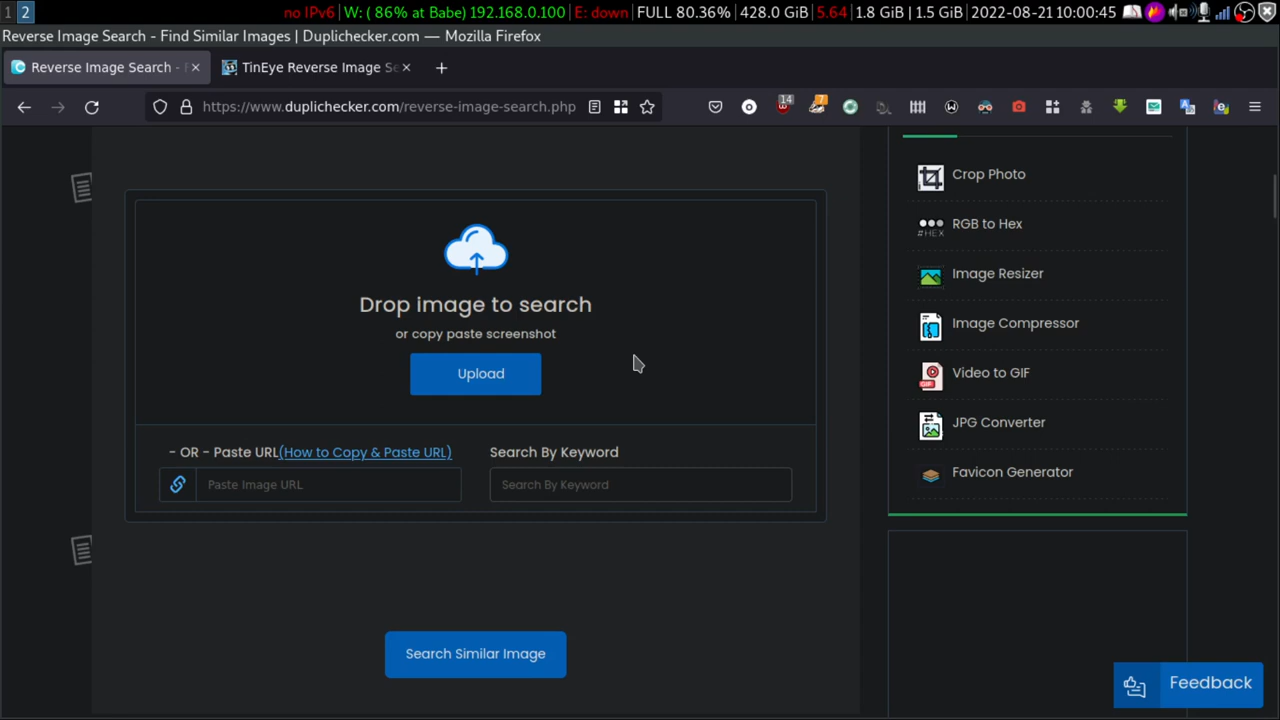 1 2 no IPv6| W: ( 86% at Babe) 192.168.0.100| E: down| FULL 80.36%| 428.0 GiB| 5.64| 1.8 GiB | 1.5 GiB| 2022-08-21 10:00:45
Reverse Image Search - Find Similar Images | Duplichecker.com — Mozilla Firefox
Reverse Image Search - F
TinEye Reverse Image Se
https://www.duplichecker.com/reverse-image-search.php
14
7
Drop image to search
or copy paste screenshot
Upload
- OR - Paste URL(How to Copy & Paste URL)
Search By Keyword
Paste Image URL
Search By Keyword
Search Similar Image
Crop Photo
#HEX
RGB to Hex
Image Resizer
Image Compressor
GIF
Video to GIF
JPG Converter
Favicon Generator
Feedback